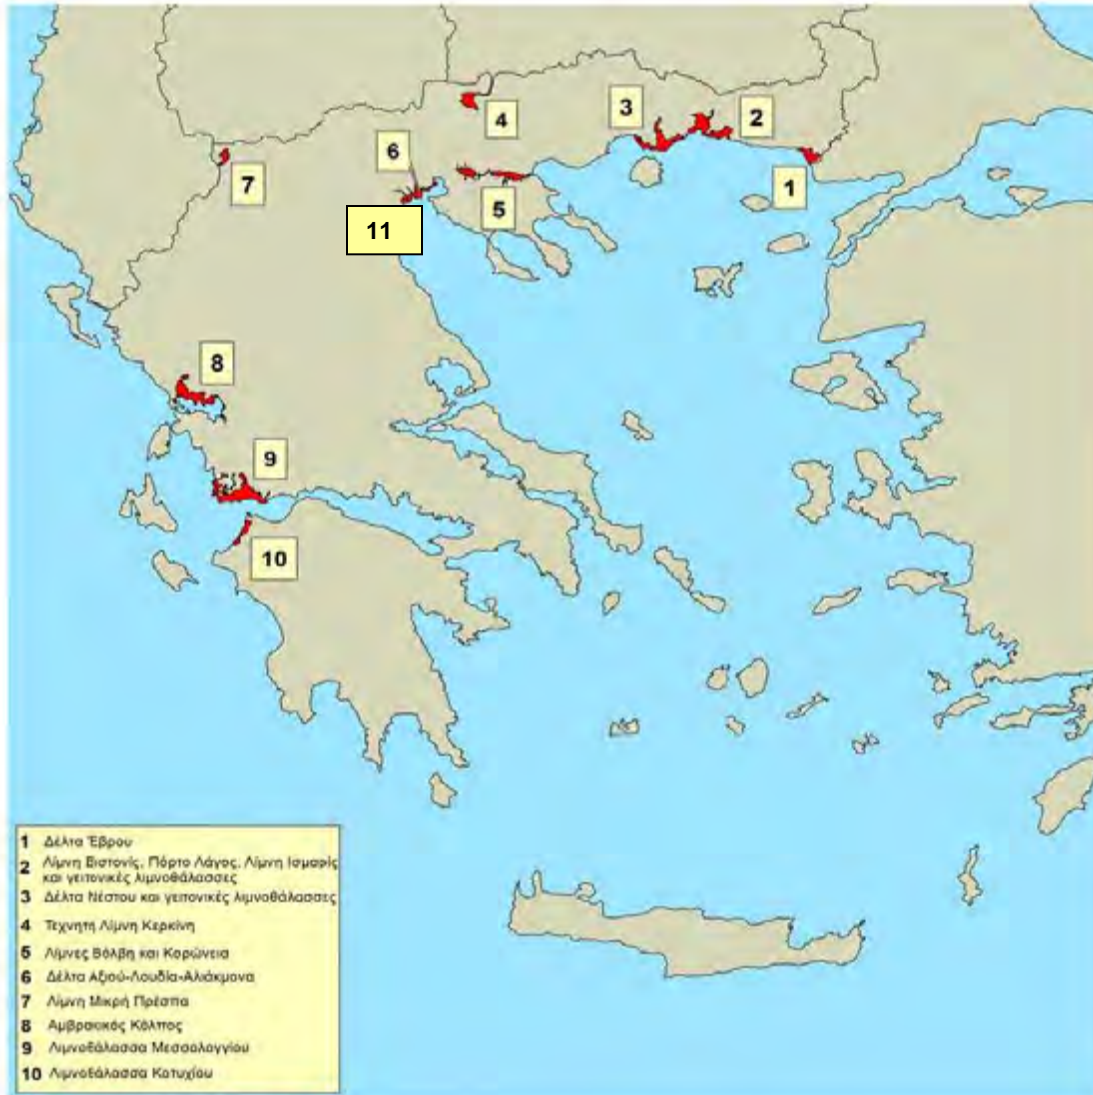 3
2
4
6
7
5
1
11
8
9
10
1 Δέλτα Έβρου
2 Λίμνη Βιστονίς, Πόρτο Λάγος, Λίμνη Ισμαρίς
και γειτονικές λιμνοθάλασσες
3 Δέλτα Νέστου και γειτονικές λιμνοθάλασσες
4 Τεχνητη Λίμνη Κερκίνη
5 Λίμνες Βόλβη και Κορώνεια
6 Δέλτα Αξιού-Λουδία-Αλιάκμονα
7 Λίμνη Μικρή Πρέσπα
8 Αμβρακικός Κόλπος
9 Λιμνοθάλασσα Μεσσολογγίου
10 Λιμνοθάλασσα Κοτυχίου